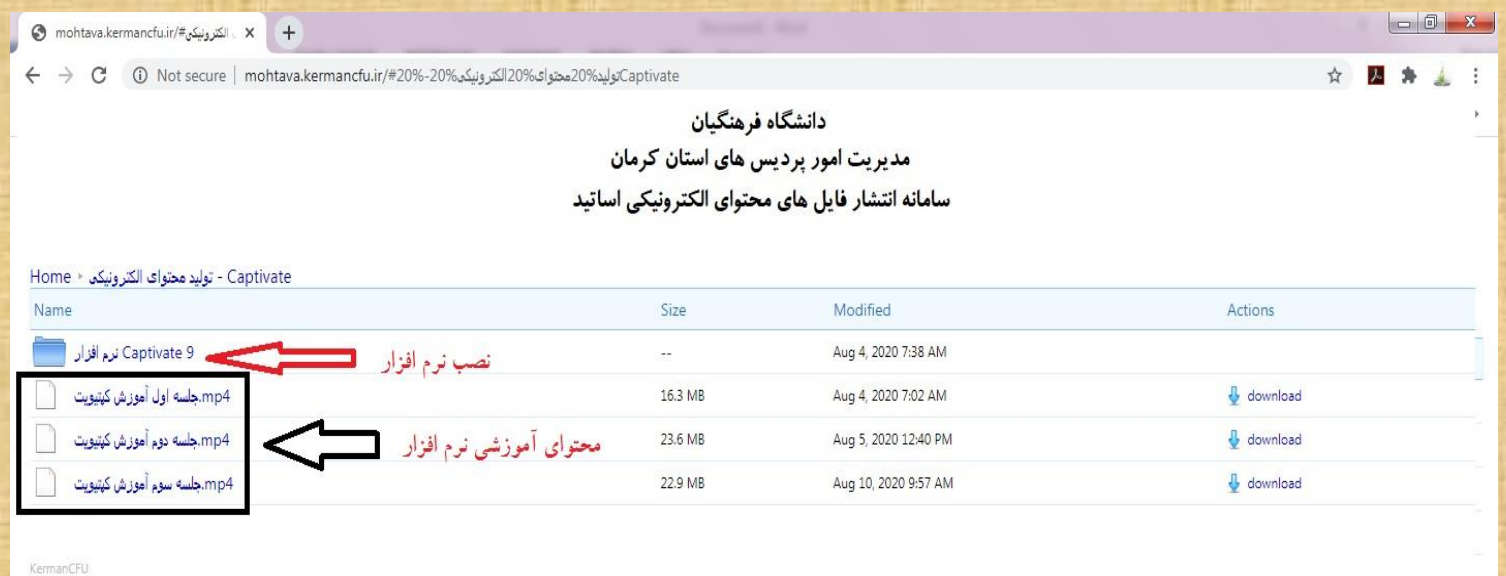 mohtava.kermancfu.ir/#الکترونیکی
Not secure | mohtava.kermancfu.ir/#تولید%20محتوای%20الکترونیکی%20-%20Captivate
دانشگاه فرهنگیان
مدیریت امور پردیس های استان کرمان
سامانه انتشار فایل های محتوای الکترونیکی اساتید
Home تولید محتوای الکترونیکی - Captivate
Name Size Modified Actions
نرم افزار Captivate 9 نصب نرم افزار -- Aug 4, 2020 7:38 AM
جلسه اول آموزش کپتیویت.mp4 16.3 MB Aug 4, 2020 7:02 AM download
جلسه دوم آموزش کپتیویت.mp4 محتوای آموزشی نرم افزار 23.6 MB Aug 5, 2020 12:40 PM download
جلسه سوم آموزش کپتیویت.mp4 22.9 MB Aug 10, 2020 9:57 AM download
KermanCFU